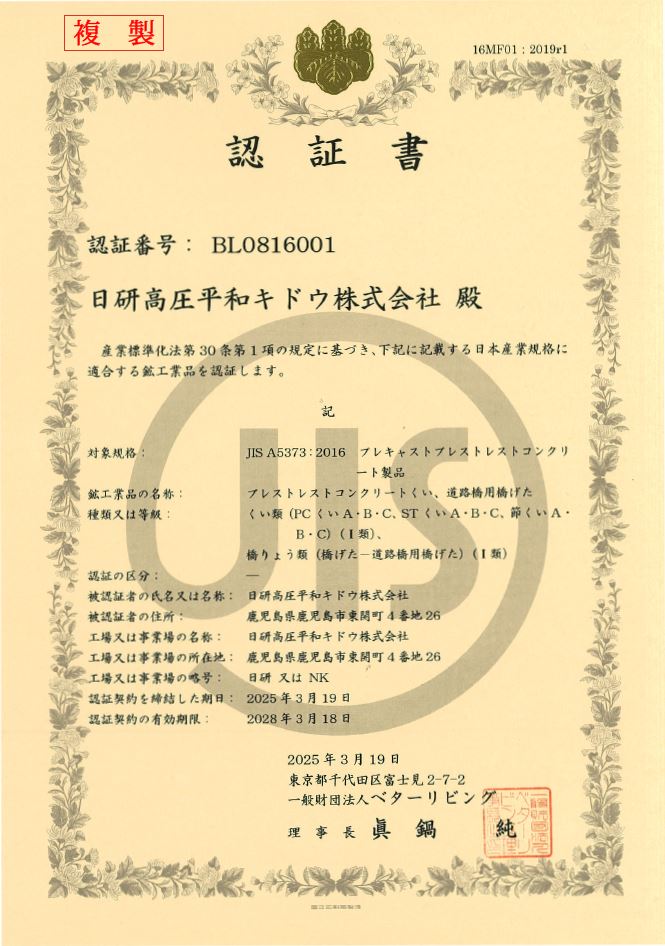 複製
16MF01：2019r1
認証書
認証番号： BL0816001
日研高圧平和キドウ株式会社 殿
産業標準化法第30条第1項の規定に基づき、下記に記載する日本産業規格に
適合する鉱工業品を認証します。
記
JIS
対象規格： JIS A5373：2016 プレキャストプレストレストコンクリ
ート製品
鉱工業品の名称： プレストレストコンクリートくい、道路橋用橋げた
種類又は等級： くい類（PCくいA・B・C、STくいA・B・C、節くいA・
B・C）（Ⅰ類）、
橋りょう類（橋げた－道路橋用橋げた）（Ⅰ類）
認証の区分： ―
被認証者の氏名又は名称： 日研高圧平和キドウ株式会社
被認証者の住所： 鹿児島県鹿児島市東開町4番地26
工場又は事業場の名称： 日研高圧平和キドウ株式会社
工場又は事業場の所在地： 鹿児島県鹿児島市東開町4番地26
工場又は事業場の略号： 日研 又は NK
認証契約を締結した期日： 2025年3月19日
認証契約の有効期限： 2028年3月18日
2025年3月19日
東京都千代田区富士見2-7-2
一般財団法人ベターリビング
理事長 眞鍋 純